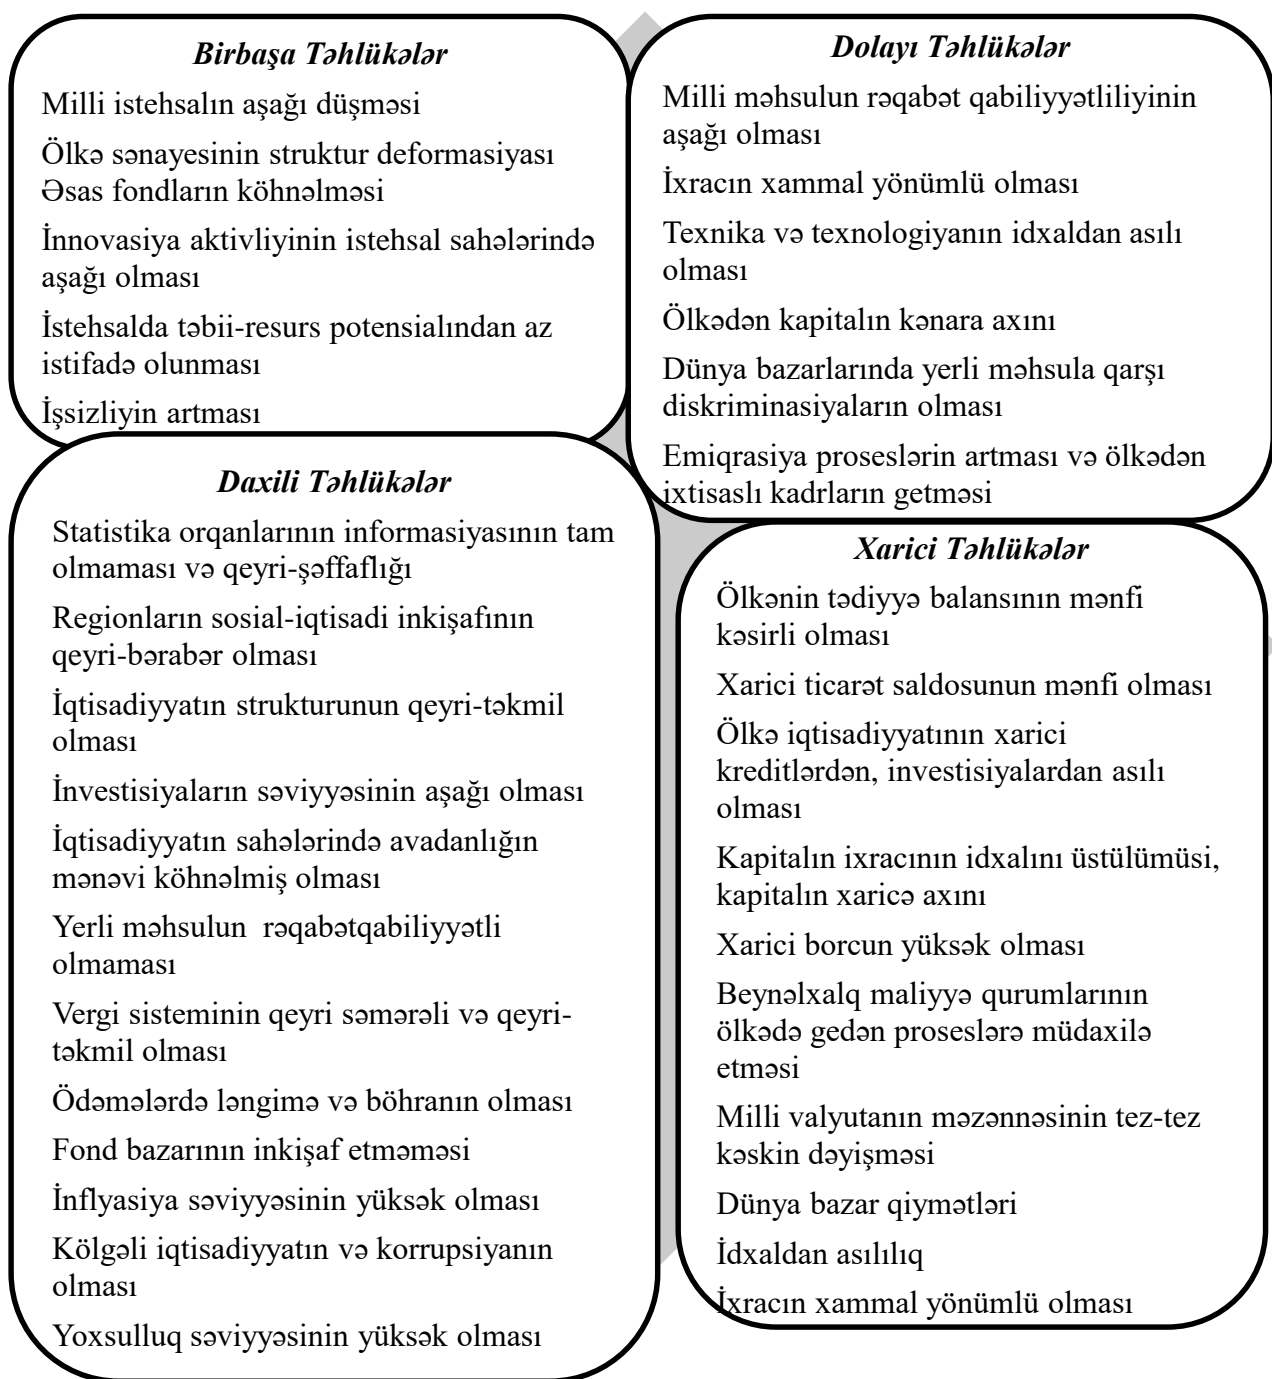 Birbaşa Təhlükələr
Milli istehsalın aşağı düşməsi
Ölkə sənayesinin struktur deformasiyası
Əsas fondların köhnəlməsi
İnnovasiya aktivliyinin istehsal sahələrində
aşağı olması
İstehsalda təbii-resurs potensialından az
istifadə olunması
İşsizliyin artması
Dolayı Təhlükələr
Milli məhsulun rəqabət qabiliyyətliliyinin
aşağı olması
İxracın xammal yönümlü olması
Texnika və texnologiyanın idxaldan asılı
olması
Ölkədən kapitalın kənara axını
Dünya bazarlarında yerli məhsula qarşı
diskriminasiyaların olması
Emiqrasiya proseslərin artması və ölkədən
ixtisaslı kadrların getməsi
Daxili Təhlükələr
Statistika orqanlarının informasiyasının tam
olmaması və qeyri-şəffaflığı
Regionların sosial-iqtisadi inkişafının
qeyri-bərabər olması
İqtisadiyyatın strukturunun qeyri-təkmil
olması
İnvestisiyaların səviyyəsinin aşağı olması
İqtisadiyyatın sahələrində avadanlığın
mənəvi köhnəlmiş olması
Yerli məhsulun  rəqabətqabiliyyətli
olmaması
Vergi sisteminin qeyri səmərəli və qeyri-
təkmil olması
Ödəmələrdə ləngimə və böhranın olması
Fond bazarının inkişaf etməməsi
İnflyasiya səviyyəsinin yüksək olması
Kölgəli iqtisadiyyatın və korrupsiyanın
olması
Yoxsulluq səviyyəsinin yüksək olması
Xarici Təhlükələr
Ölkənin tədiyyə balansının mənfi
kəsirli olması
Xarici ticarət saldosunun mənfi olması
Ölkə iqtisadiyyatının xarici
kreditlərdən, investisiyalardan asılı
olması
Kapitalın ixracının idxalını üstülümüsi,
kapitalın xaricə axını
Xarici borcun yüksək olması
Beynəlxalq maliyyə qurumlarının
ölkədə gedən proseslərə müdaxilə
etməsi
Milli valyutanın məzənnəsinin tez-tez
kəskin dəyişməsi
Dünya bazar qiymətləri
İdxaldan asılılıq
İxracın xammal yönümlü olması